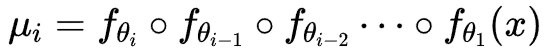 μ_i = f_{θ_i} ∘ f_{θ_{i−1}} ∘ f_{θ_{i−2}} ⋯ ∘ f_{θ_1}(x)